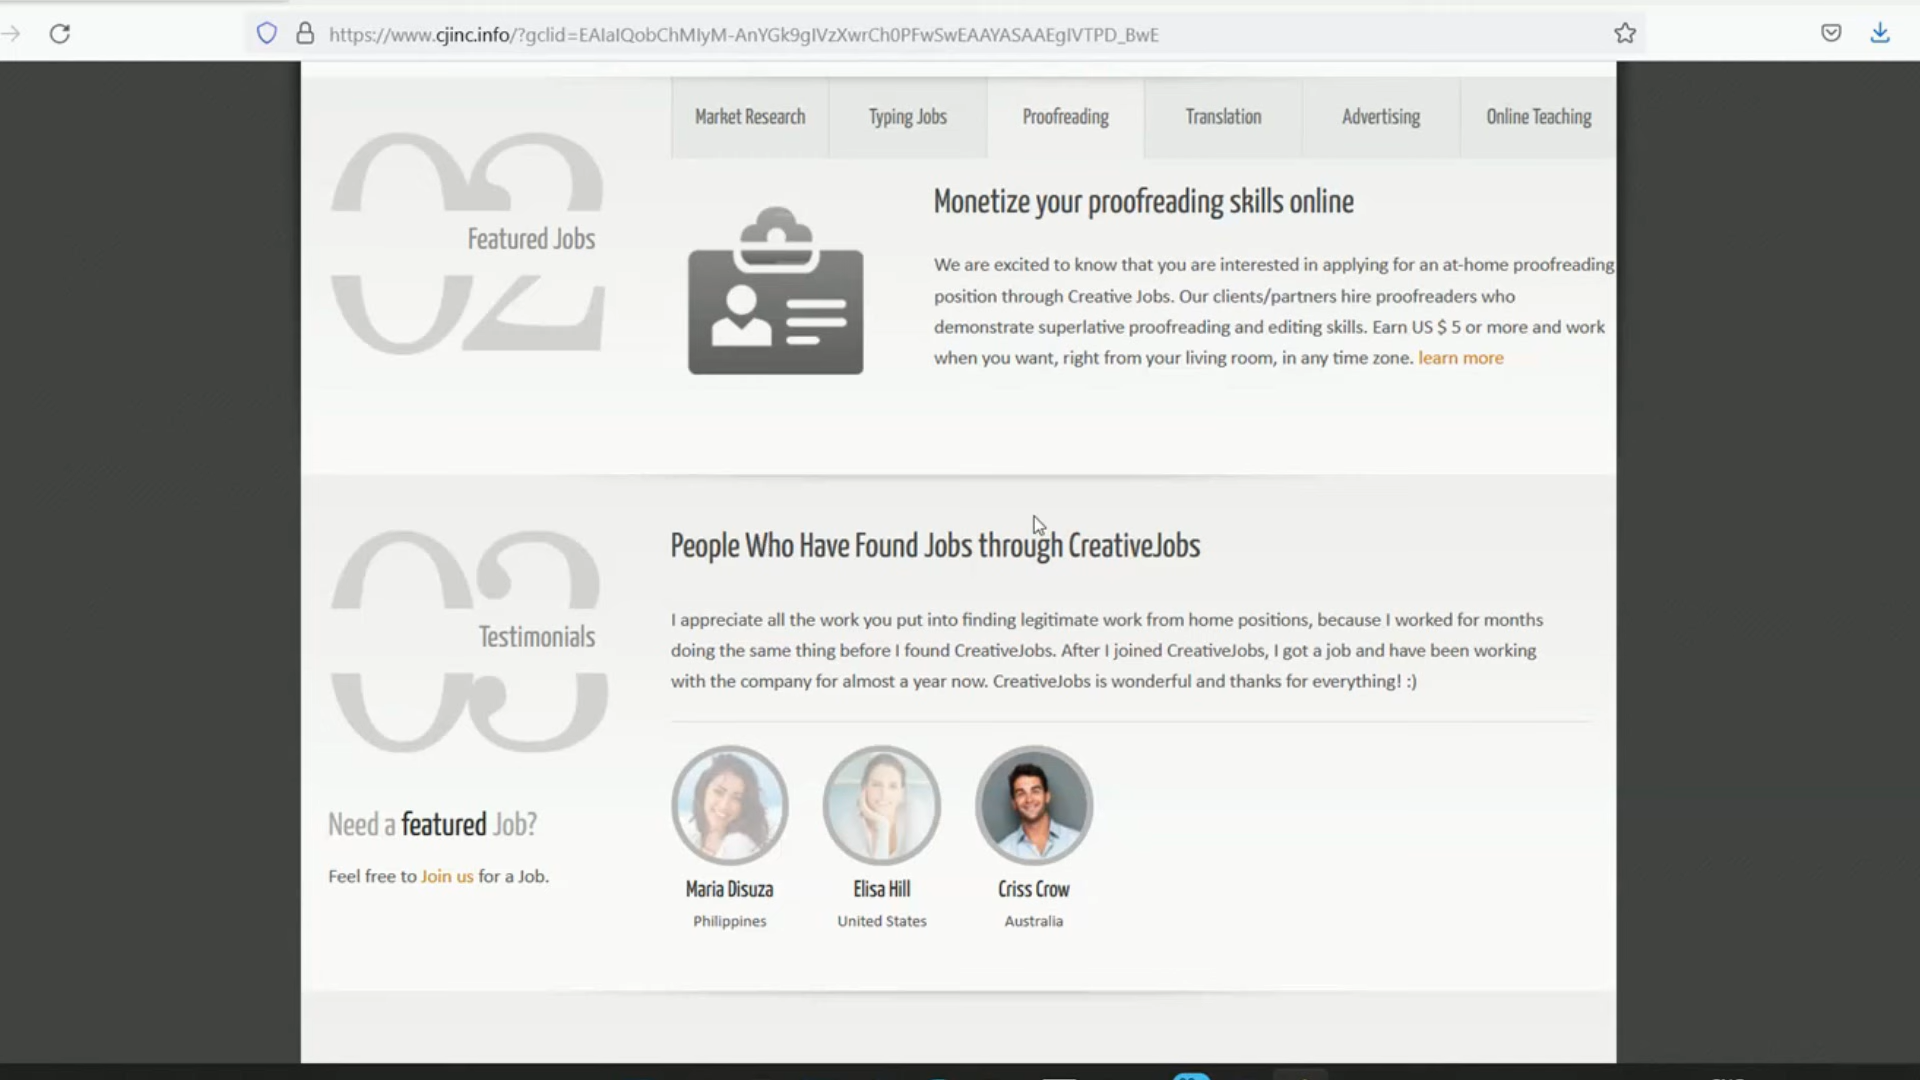 https://www.cjinc.info/?gclid=EAIaIQobChMIyM-AnYGk9gIVzXwrCh0PFwSwEAAYASAAEgIVTPD_BwE
Market Research
Typing Jobs
Proofreading
Translation
Advertising
Online Teaching
02
Featured Jobs
Monetize your proofreading skills online
We are excited to know that you are interested in applying for an at-home proofreading
position through Creative Jobs. Our clients/partners hire proofreaders who
demonstrate superlative proofreading and editing skills. Earn US $ 5 or more and work
when you want, right from your living room, in any time zone. learn more
03
Testimonials
People Who Have Found Jobs through CreativeJobs
I appreciate all the work you put into finding legitimate work from home positions, because I worked for months
doing the same thing before I found CreativeJobs. After I joined CreativeJobs, I got a job and have been working
with the company for almost a year now. CreativeJobs is wonderful and thanks for everything! :)
Need a featured Job?
Feel free to Join us for a Job.
Maria Disuza
Philippines
Elisa Hill
United States
Criss Crow
Australia